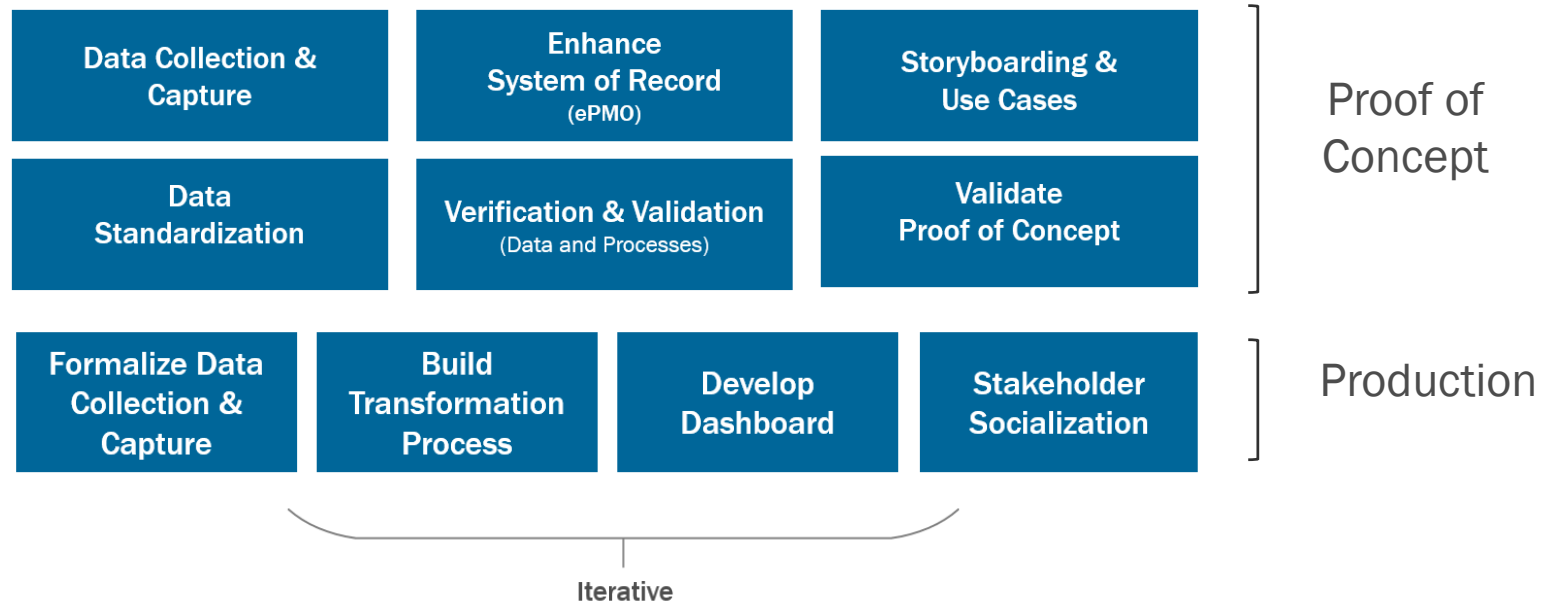 Data Collection &
Capture
Enhance
System of Record
(ePMO)
Storyboarding &
Use Cases
Data
Standardization
Verification & Validation
(Data and Processes)
Validate
Proof of Concept
Proof of
Concept
Formalize Data
Collection &
Capture
Build
Transformation
Process
Develop
Dashboard
Stakeholder
Socialization
Production
Iterative